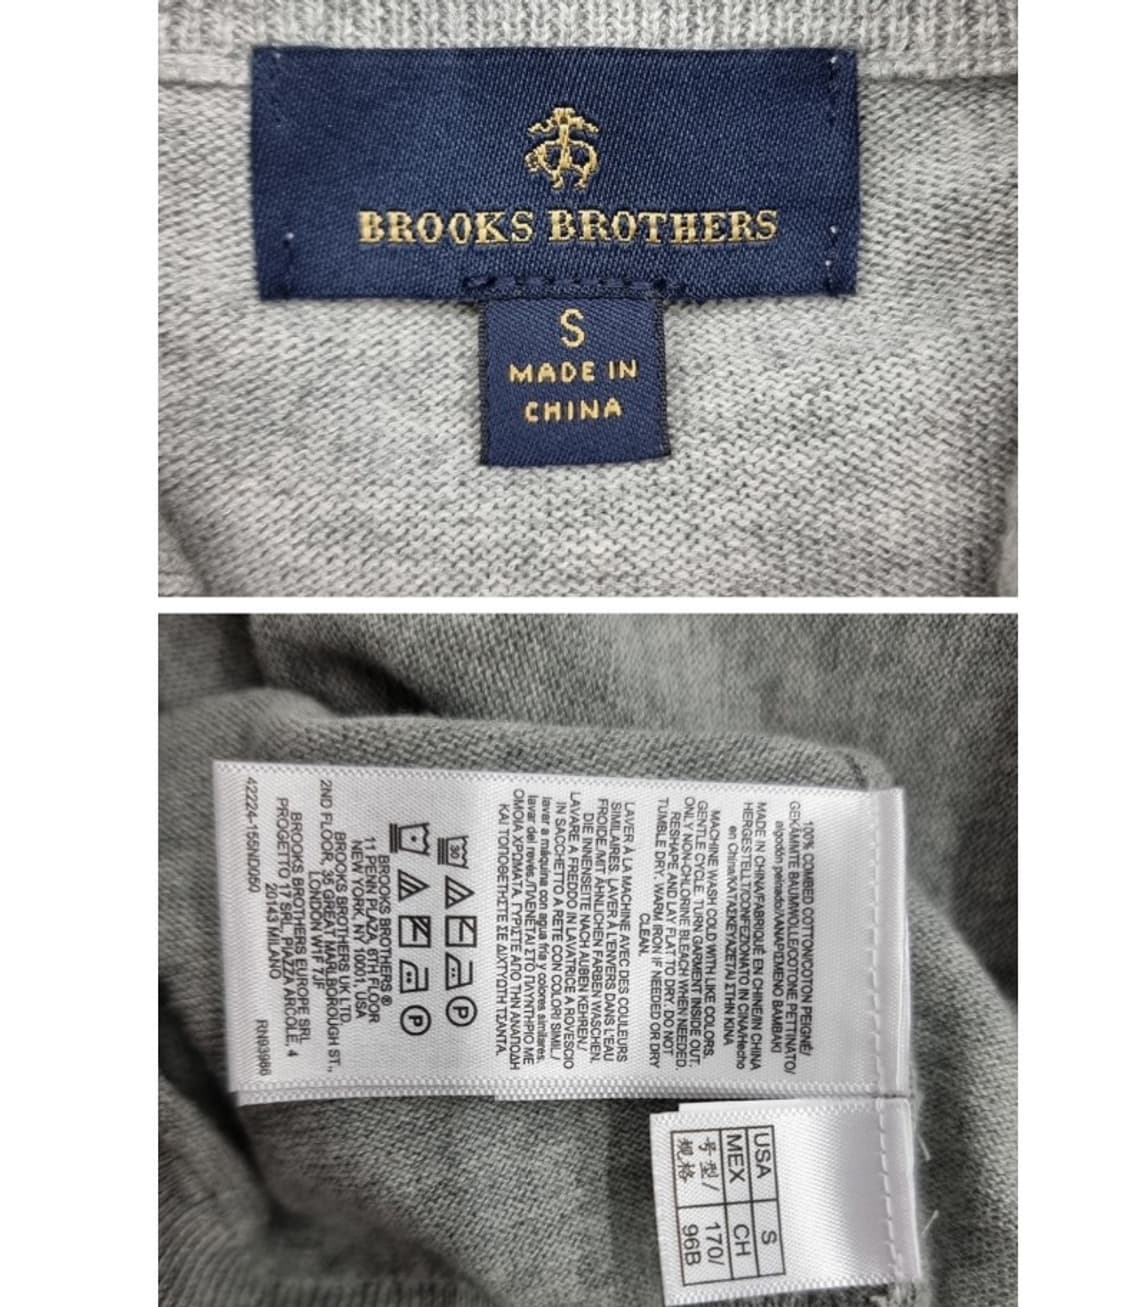 BROOKS BROTHERS
S
MADE IN
CHINA
100% COMBED COTTON/COTON PEIGNÉ/
GEKÄMMTE BAUMWOLLE/COTONE PETTINATO/
algodón peinado/ΑΝΑΡΙΣΜΕΝΟ ΒΑΜΒΑΚΙ
MADE IN CHINA/FABRIQUÉ EN CHINE/IN CHINA
HERGESTELLT/CONFEZIONATO IN CINA/Hecho
en China/ΚΑΤΑΣΚΕΥΑΖΕΤΑΙ ΣΤΗΝ ΚΙΝΑ
MACHINE WASH COLD WITH LIKE COLORS.
GENTLE CYCLE. TURN GARMENT INSIDE OUT.
ONLY NON-CHLORINE BLEACH WHEN NEEDED.
RESHAPE AND LAY FLAT TO DRY. DO NOT
TUMBLE DRY. WARM IRON IF NEEDED OR DRY
CLEAN.
LAVER À LA MACHINE AVEC DES COULEURS
SIMILAIRES. LAVER À L'ENVERS DANS L'EAU
FROIDE./MIT ÄHNLICHEN FARBEN WASCHEN.
DIE INNENSEITE NACH AUßEN KEHREN/
LAVARE A FREDDO IN LAVATRICE A ROVESCIO
IN SACCHETTO A RETE CON COLORI SIMILI./
lavar a máquina con agua fría y colores similares.
lavar del revés./ΠΛΕΝΕΤΑΙ ΣΤΟ ΠΛΥΝΤΗΡΙΟ ΜΕ
ΟΜΟΙΑ ΧΡΩΜΑΤΑ. ΓΥΡΙΣΤΕ ΑΠΟ ΤΗΝ ΑΝΑΠΟΔΗ
ΚΑΙ ΤΟΠΟΘΕΤΗΣΤΕ ΣΕ ΔΙΧΤΥΩΤΗ ΤΣΑΝΤΑ.
30
P
P
BROOKS BROTHERS®
11 PENN PLAZA, 6TH FLOOR
NEW YORK, NY 10001, USA
BROOKS BROTHERS UK LTD
2ND FLOOR, 35 GREAT MARLBOROUGH ST.,
LONDON W1F 7JF
BROOKS BROTHERS EUROPE SRL
PROGETTO 17 SRL, PIAZZA ARCOLE, 4
20143 MILANO
42224-155ND060 RN93986
USA S
MEX CH
号型/ 170/
规格 96B